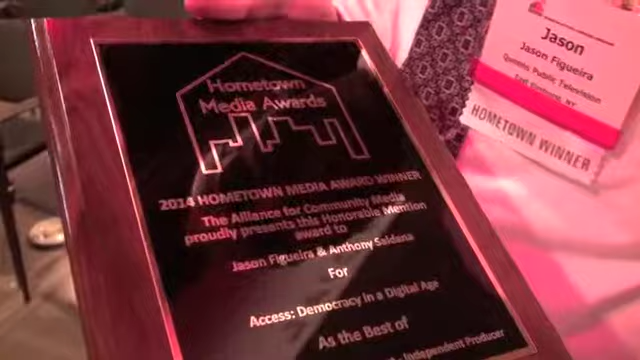 Hometown
Media Awards
2014 HOMETOWN MEDIA AWARD WINNER
The Alliance for Community Media
proudly presents this Honorable Mention
award to
Jason Figueira & Anthony Saldana
For
Access: Democracy in a Digital Age
As the Best of
Independent Producer
Jason
Jason Figueira
Queens Public Television
NY
HOMETOWN WINNER